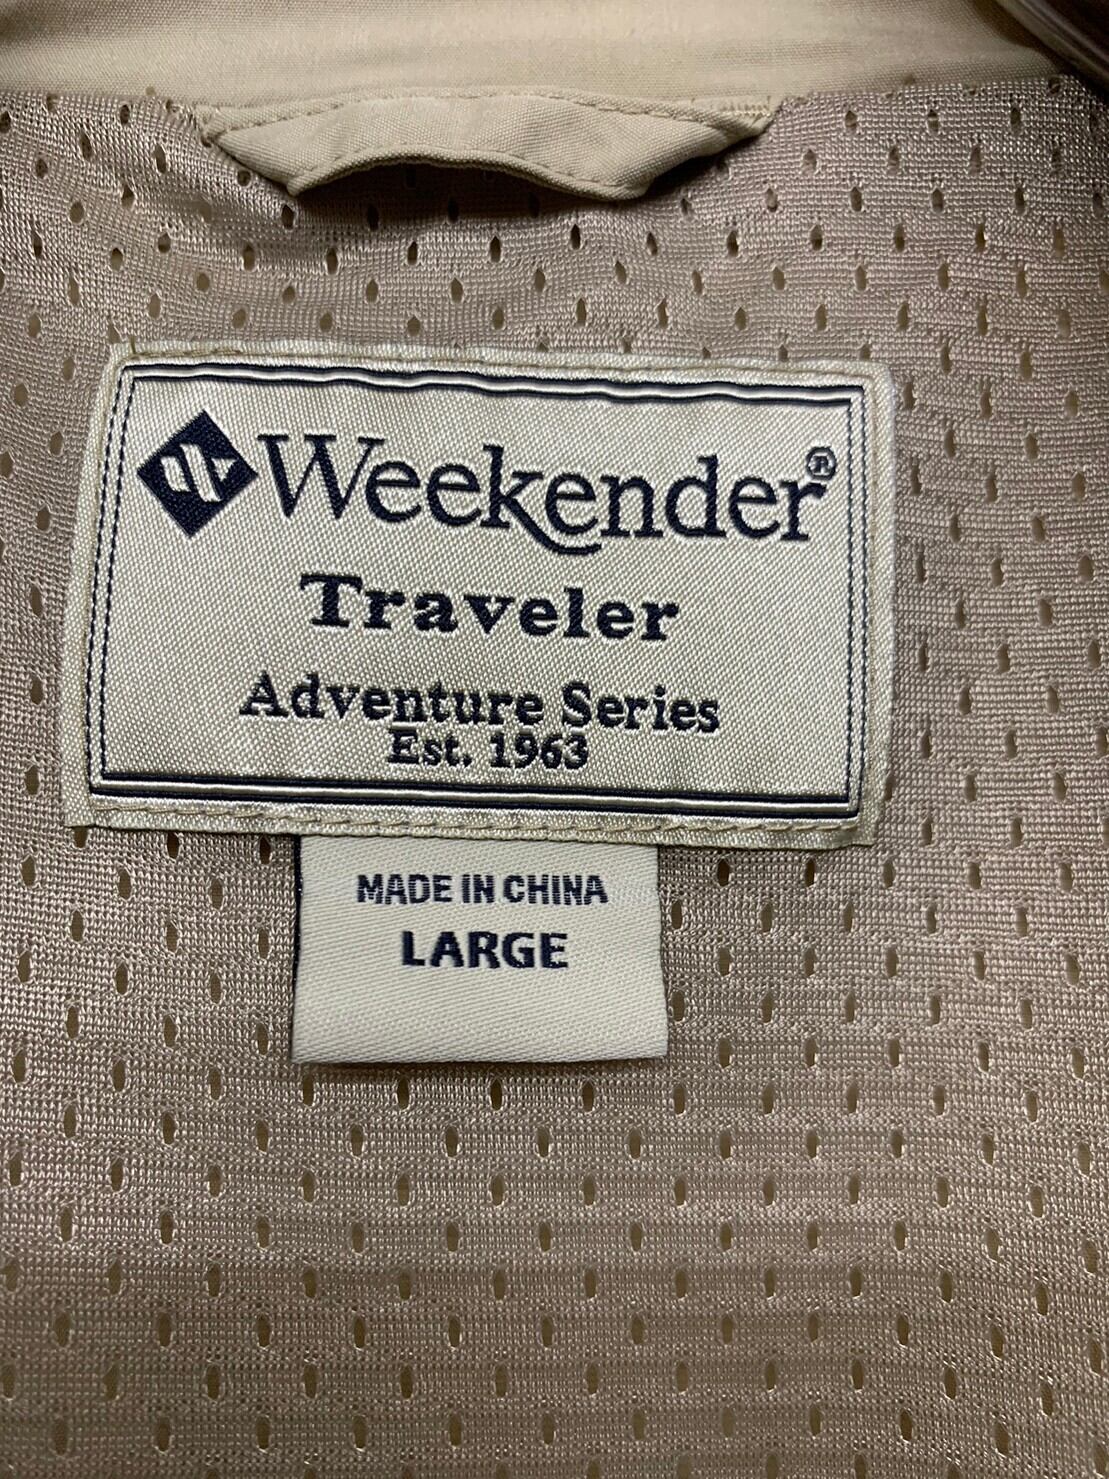 Weekender®
Traveler
Adventure Series
Est. 1963
MADE IN CHINA
LARGE